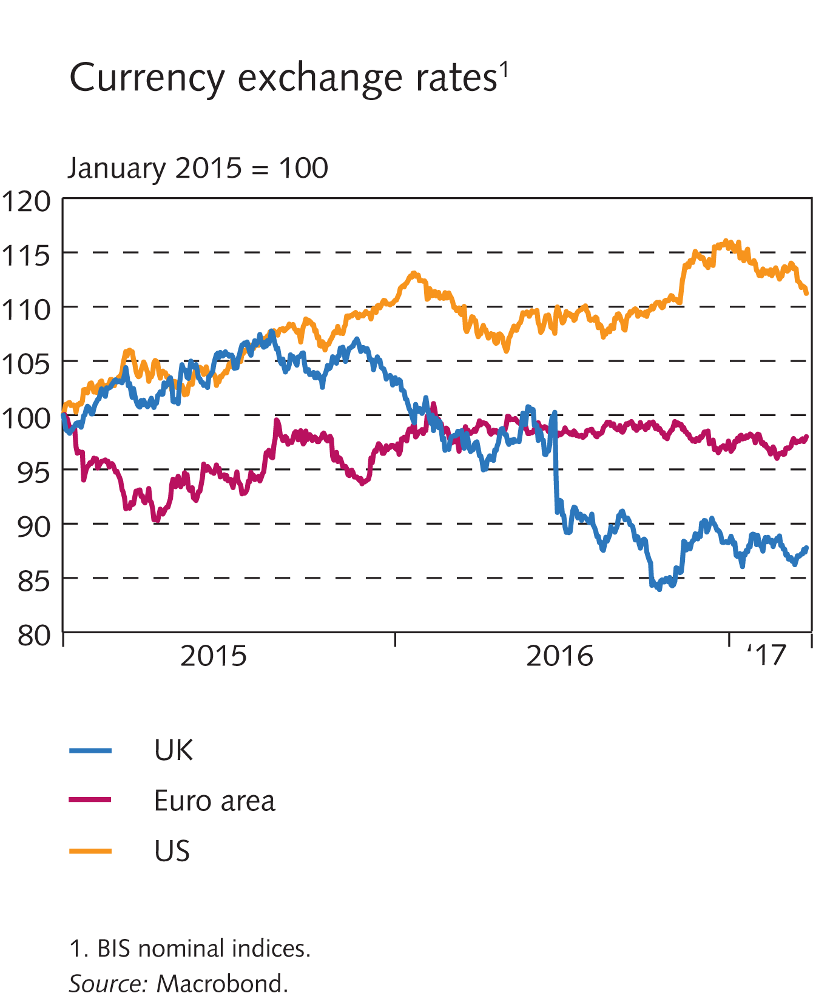 Currency exchange rates¹
January 2015 = 100
120
115
110
105
100
95
90
85
80
2015 2016 ‘17
UK
Euro area
US
1. BIS nominal indices.
Source: Macrobond.